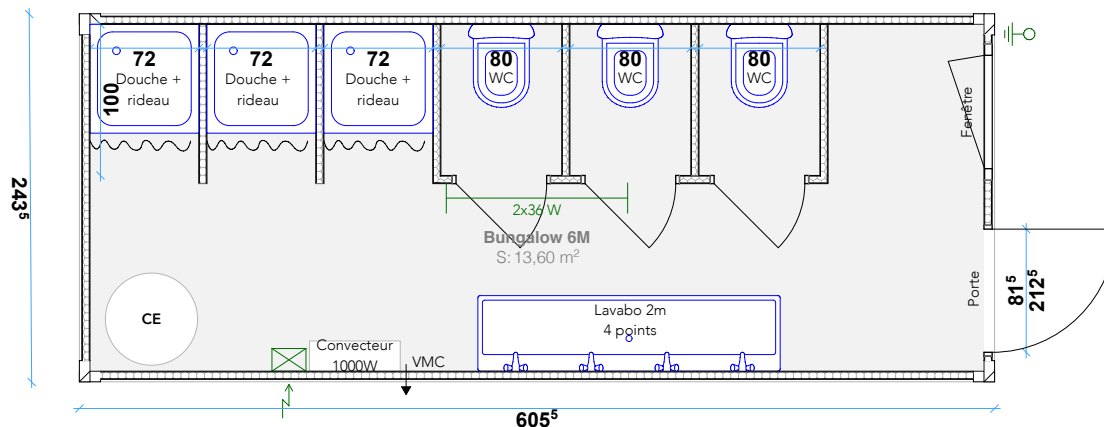 72
Douche +
rideau
72
Douche +
rideau
72
Douche +
rideau
80
WC
80
WC
80
WC
100
Fenêtre
243⁵
2x36 W
Bungalow 6M
S: 13,60 m²
Porte
81⁵
212⁵
CE
Lavabo 2m
4 points
Convecteur
1000W
VMC
605⁵